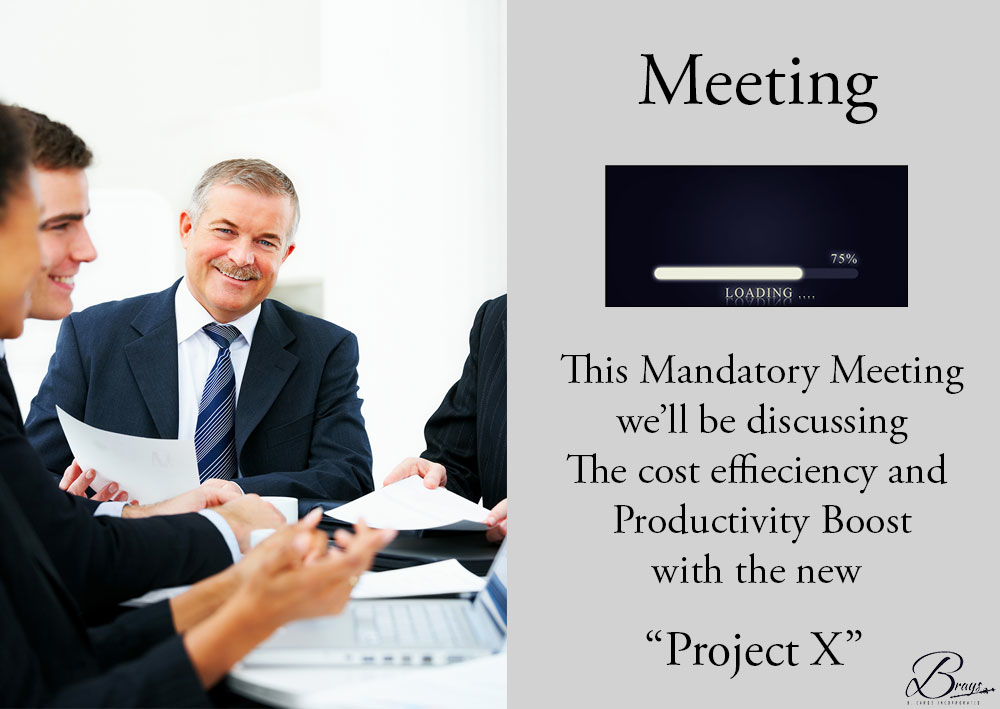 Meeting
75%
LOADING ....
This Mandatory Meeting
we’ll be discussing
The cost effieciency and
Productivity Boost
with the new
“Project X”
Brays